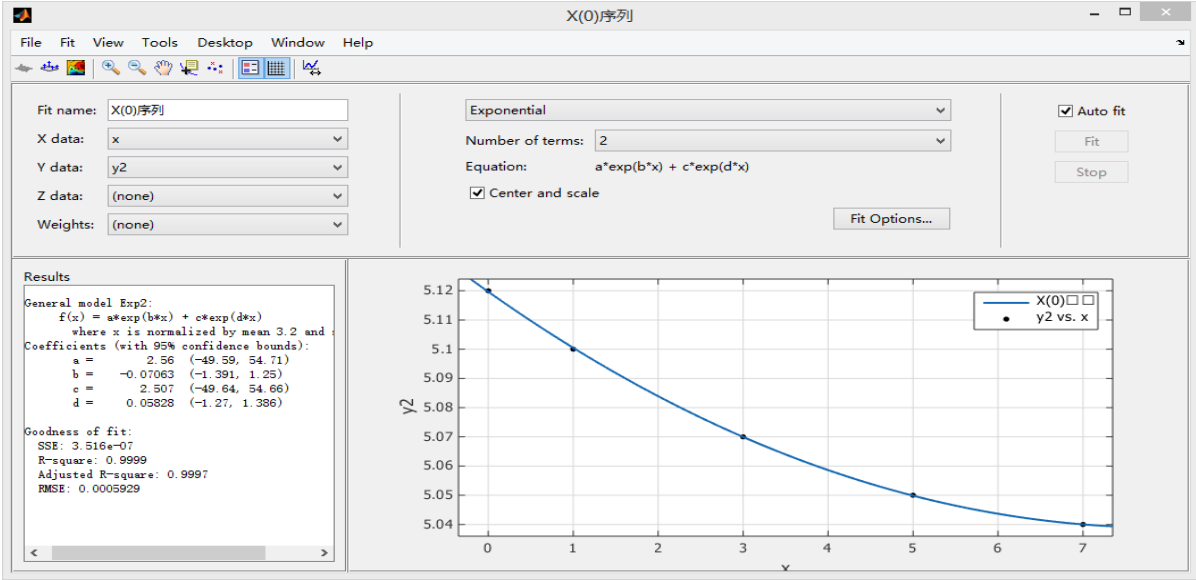 X(0)序列
File Fit View Tools Desktop Window Help
Fit name: X(0)序列
X data: x
Y data: y2
Z data: (none)
Weights: (none)
Exponential
Number of terms: 2
Equation: a*exp(b*x) + c*exp(d*x)
Center and scale
Fit Options...
Auto fit
Fit
Stop
Results
General model Exp2:
f(x) = a*exp(b*x) + c*exp(d*x)
where x is normalized by mean 3.2 and
Coefficients (with 95% confidence bounds):
a = 2.56 (-49.59, 54.71)
b = -0.07063 (-1.391, 1.25)
c = 2.507 (-49.64, 54.66)
d = 0.05828 (-1.27, 1.386)
Goodness of fit:
SSE: 3.516e-07
R-square: 0.9999
Adjusted R-square: 0.9997
RMSE: 0.0005929
5.12
5.11
5.1
5.09
5.08
5.07
5.06
5.05
5.04
y2
0 1 2 3 4 5 6 7
x
X(0)□□
y2 vs. x